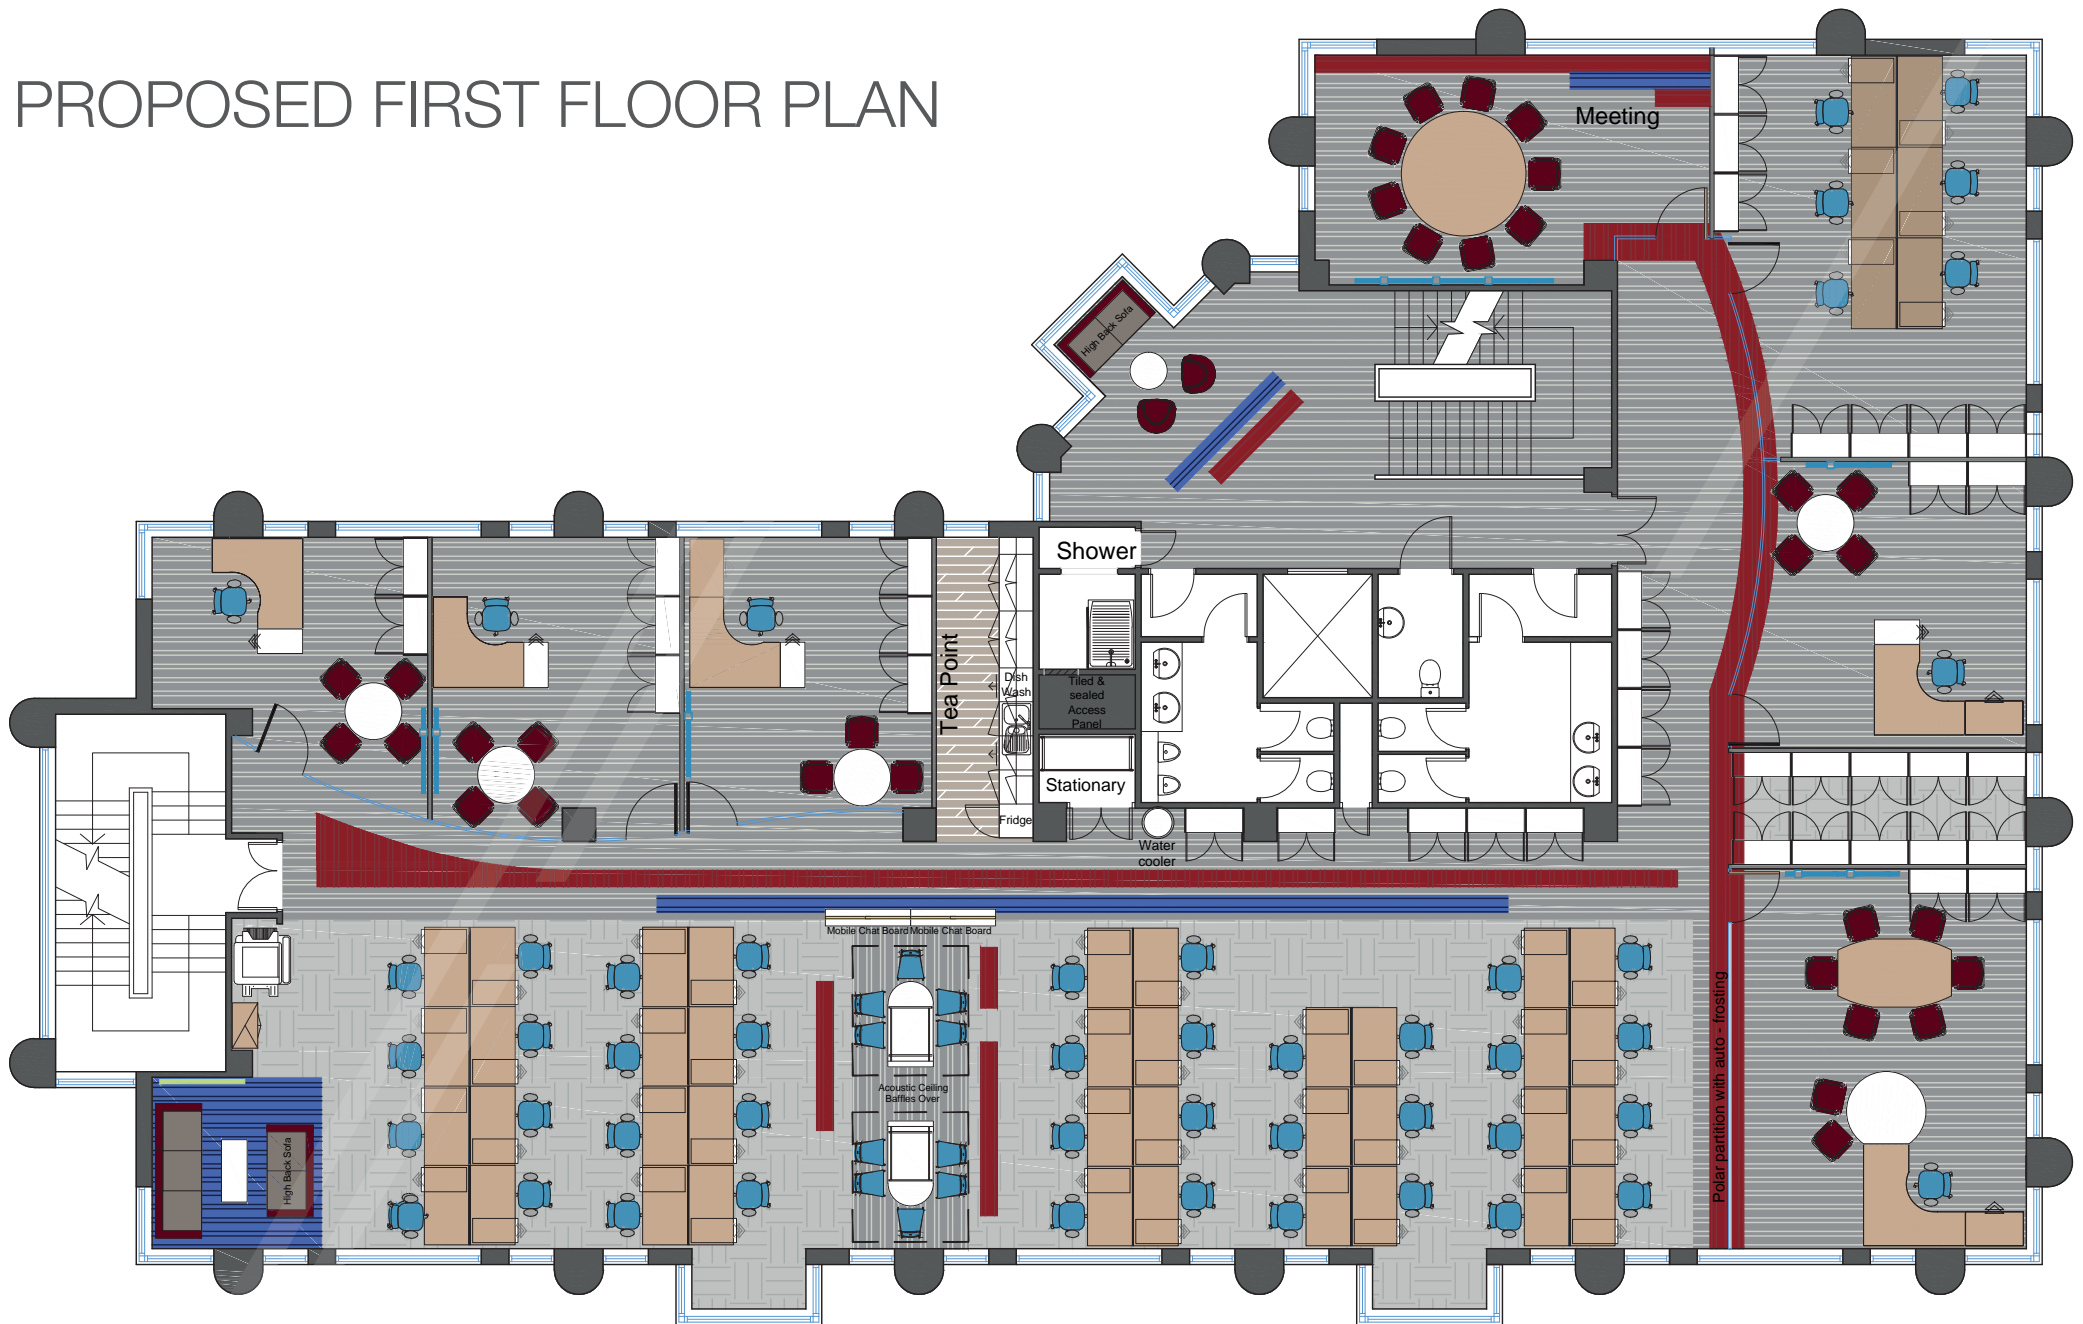 PROPOSED FIRST FLOOR PLAN
Meeting
High Back Sofa
Shower
Tea Point
Dish
Wash
Tiled &
sealed
Access
Panel
Stationary
Fridge
Water
cooler
Mobile Chat Board
Mobile Chat Board
Acoustic Ceiling
Baffles Over
High Back Sofa
Polar partition with auto - frosting